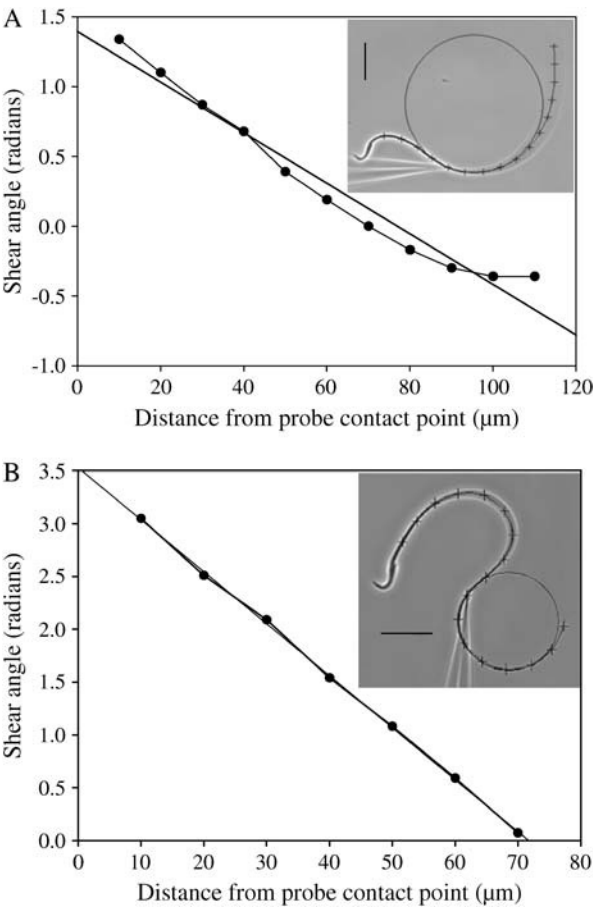 A
1.5
1.0
0.5
0.0
-0.5
-1.0
Shear angle (radians)
0 20 40 60 80 100 120
Distance from probe contact point (μm)
B
3.5
3.0
2.5
2.0
1.5
1.0
0.5
0.0
Shear angle (radians)
0 10 20 30 40 50 60 70 80
Distance from probe contact point (μm)